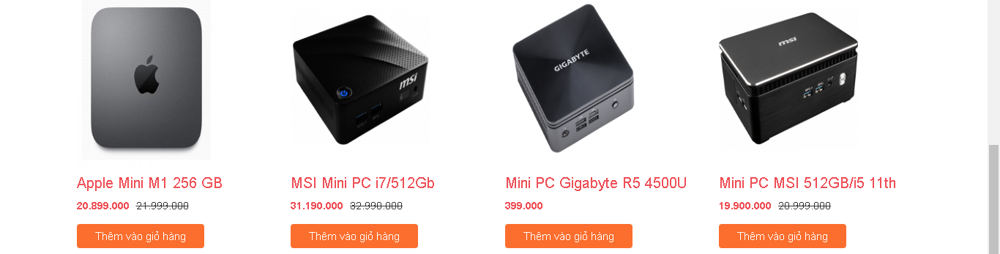 msi
GIGABYTE
msi
Apple Mini M1 256 GB
20.899.000 21.999.000
Thêm vào giỏ hàng
MSI Mini PC i7/512Gb
31.190.000 32.990.000
Thêm vào giỏ hàng
Mini PC Gigabyte R5 4500U
399.000
Thêm vào giỏ hàng
Mini PC MSI 512GB/i5 11th
19.900.000 20.999.000
Thêm vào giỏ hàng